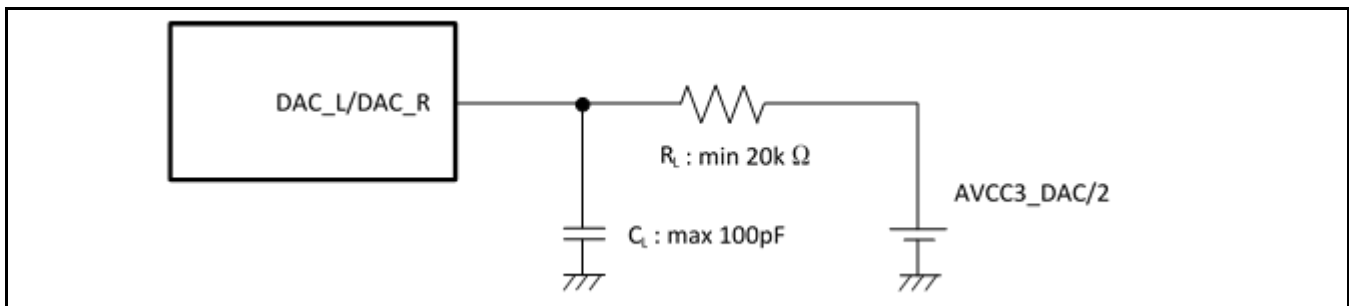 DAC_L/DAC_R
R_L : min 20k Ω
AVCC3_DAC/2
C_L : max 100pF